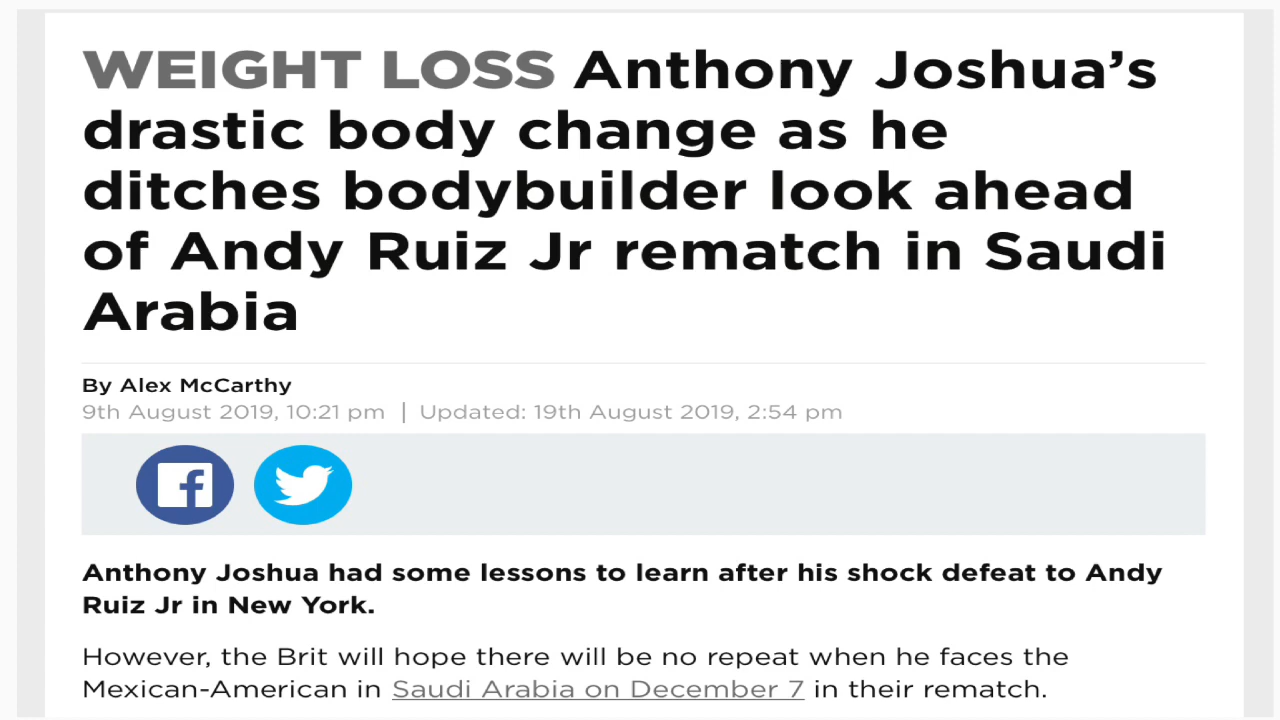 WEIGHT LOSS Anthony Joshua’s
drastic body change as he
ditches bodybuilder look ahead
of Andy Ruiz Jr rematch in Saudi
Arabia
By Alex McCarthy
9th August 2019, 10:21 pm | Updated: 19th August 2019, 2:54 pm
Anthony Joshua had some lessons to learn after his shock defeat to Andy
Ruiz Jr in New York.
However, the Brit will hope there will be no repeat when he faces the
Mexican-American in Saudi Arabia on December 7 in their rematch.